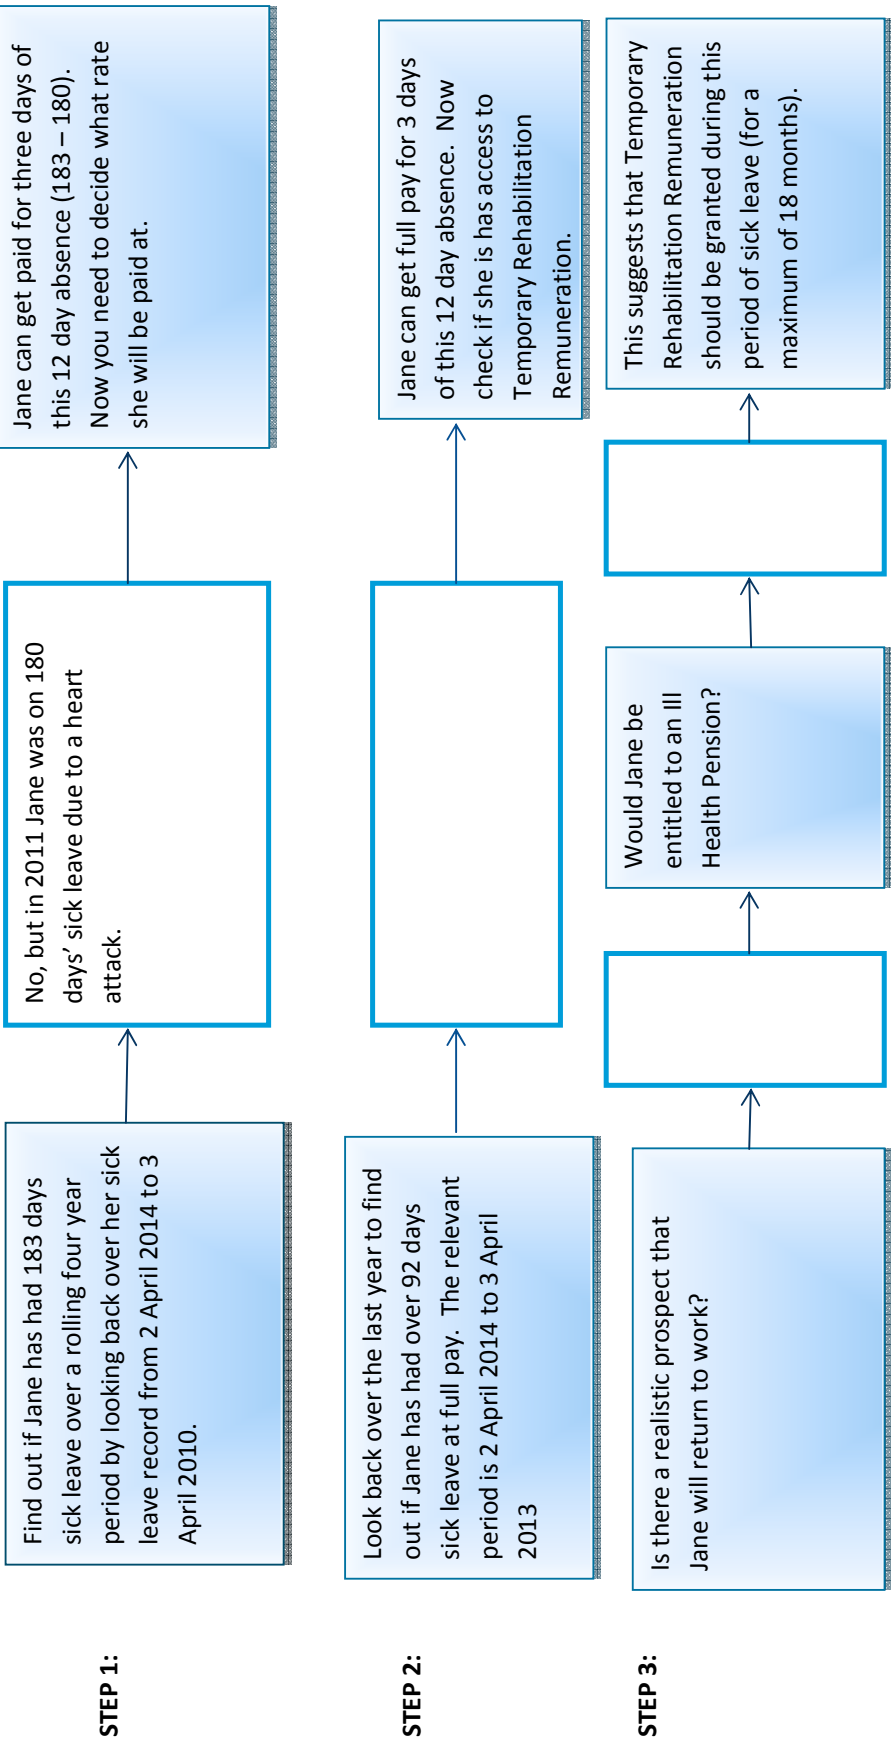 STEP 1:
Find out if Jane has had 183 days
sick leave over a rolling four year
period by looking back over her sick
leave record from 2 April 2014 to 3
April 2010.
No, but in 2011 Jane was on 180
days’ sick leave due to a heart
attack.
Jane can get paid for three days of
this 12 day absence (183 – 180).
Now you need to decide what rate
she will be paid at.
STEP 2:
Look back over the last year to find
out if Jane has had over 92 days
sick leave at full pay.  The relevant
period is 2 April 2014 to 3 April
2013
Jane can get full pay for 3 days
of this 12 day absence.  Now
check if she is has access to
Temporary Rehabilitation
Remuneration.
STEP 3:
Is there a realistic prospect that
Jane will return to work?
Would Jane be
entitled to an Ill
Health Pension?
This suggests that Temporary
Rehabilitation Remuneration
should be granted during this
period of sick leave (for a
maximum of 18 months).